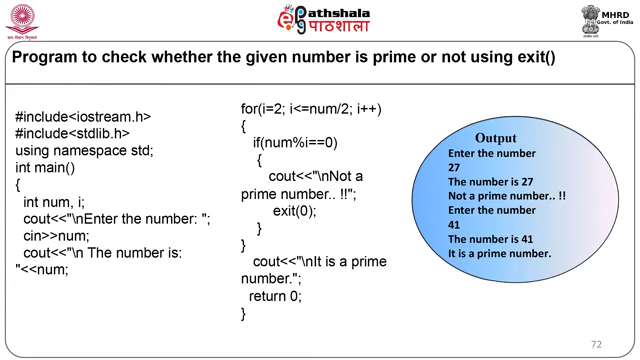 Pathshala
पाठशाला
MHRD
Govt. of India
Program to check whether the given number is prime or not using exit()
#include<iostream.h>
#include<stdlib.h>
using namespace std;
int main()
{
int num, i;
cout<<"\nEnter the number: ";
cin>>num;
cout<<"\n The number is:
"<<num;
for(i=2; i<=num/2; i++)
{
if(num%i==0)
{
cout<<"\nNot a
prime number.. !!";
exit(0);
}
}
cout<<"\nIt is a prime
number.";
return 0;
}
Output
Enter the number
27
The number is 27
Not a prime number.. !!
Enter the number
41
The number is 41
It is a prime number.
72